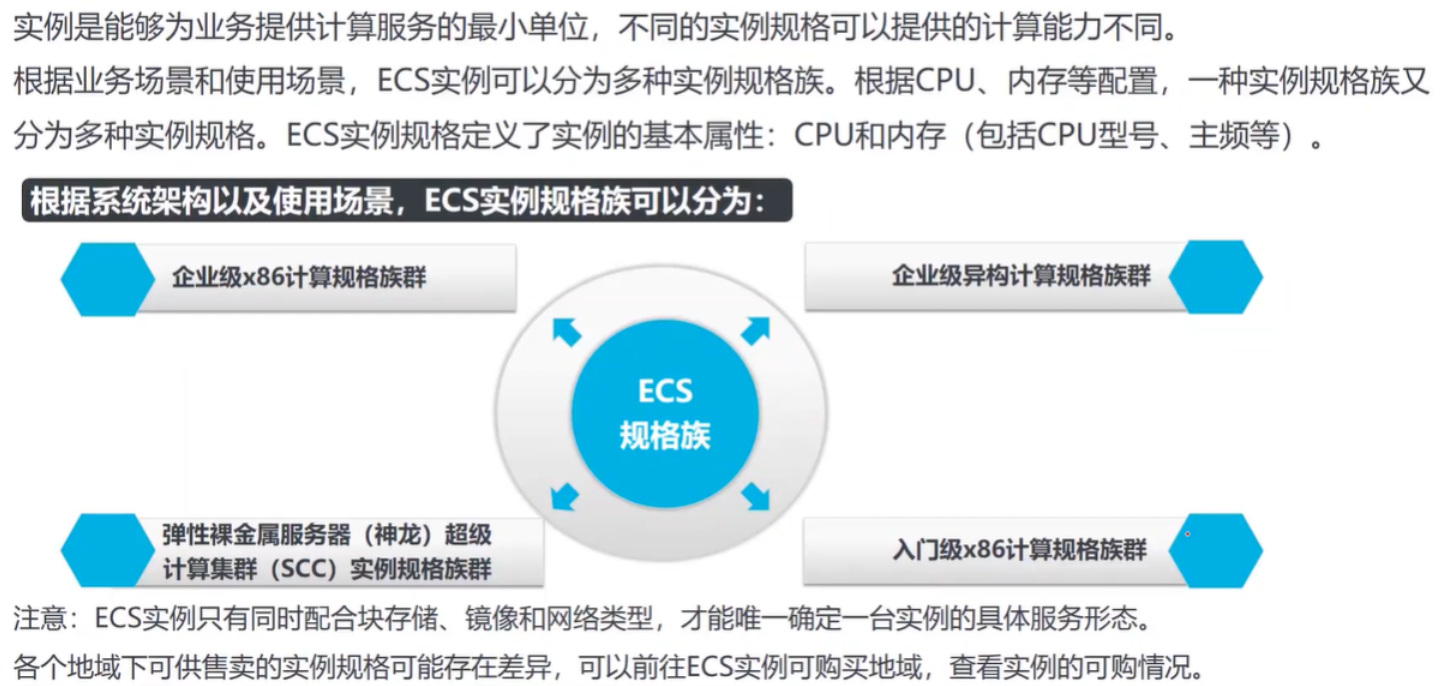 实例是能够为业务提供计算服务的最小单位，不同的实例规格可以提供的计算能力不同。
根据业务场景和使用场景，ECS实例可以分为多种实例规格族。根据CPU、内存等配置，一种实例规格族又
分为多种实例规格。ECS实例规格定义了实例的基本属性：CPU和内存（包括CPU型号、主频等）。
根据系统架构以及使用场景，ECS实例规格族可以分为：
企业级x86计算规格族群
企业级异构计算规格族群
ECS
规格族
弹性裸金属服务器（神龙）超级
计算集群（SCC）实例规格族群
入门级x86计算规格族群
注意：ECS实例只有同时配合块存储、镜像和网络类型，才能唯一确定一台实例的具体服务形态。
各个地域下可供售卖的实例规格可能存在差异，可以前往ECS实例可购买地域，查看实例的可购情况。